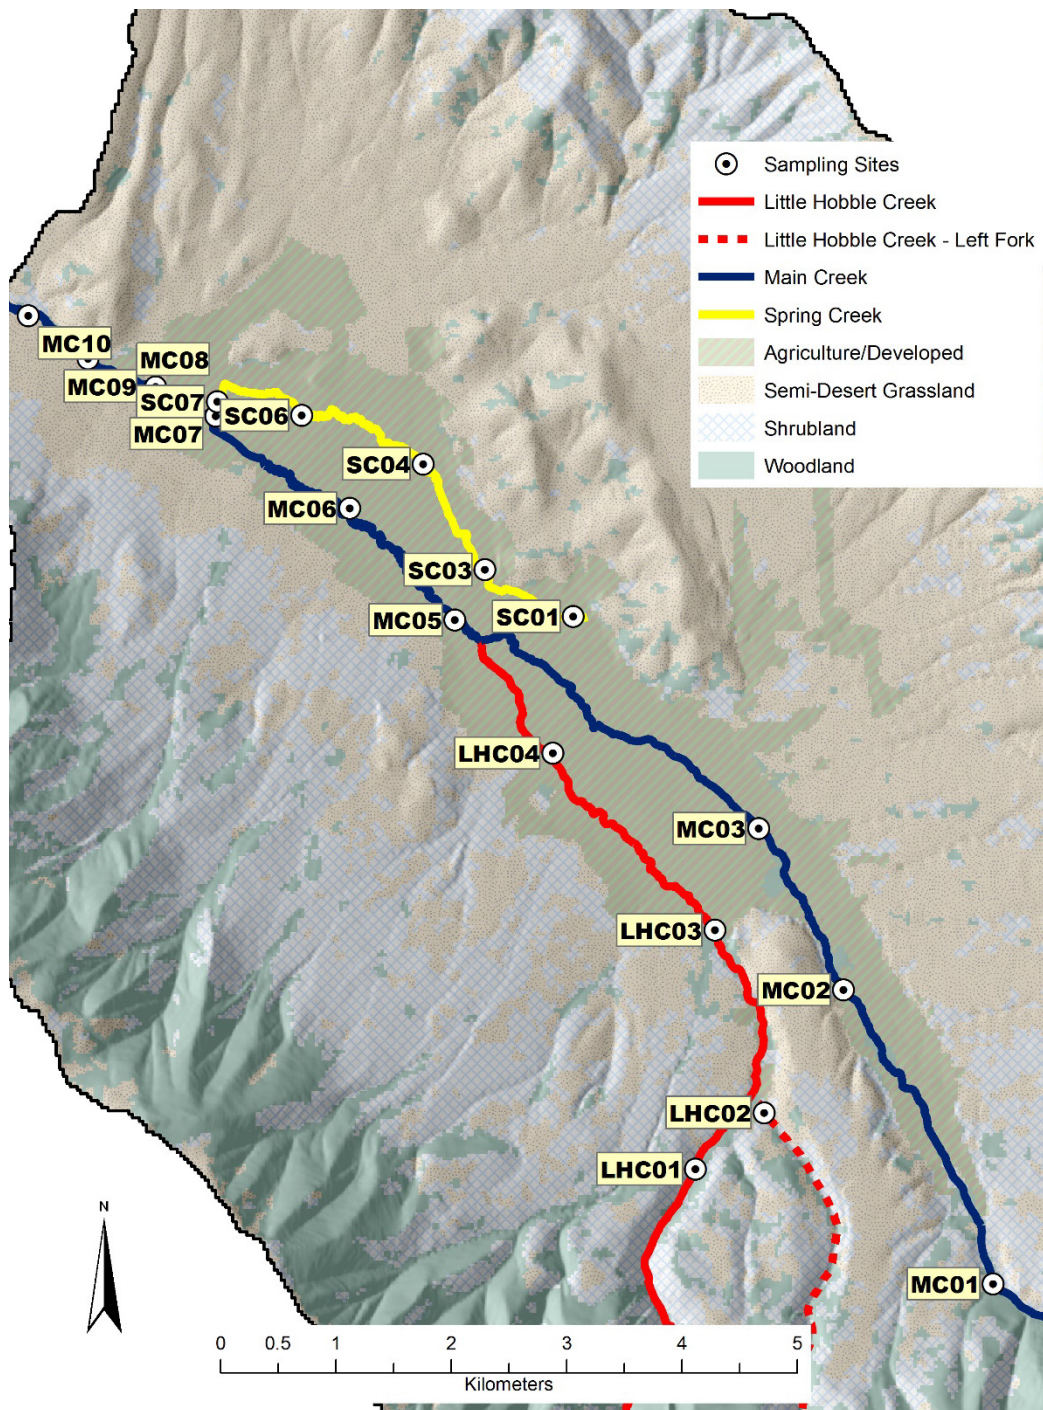 Sampling Sites
Little Hobble Creek
Little Hobble Creek - Left Fork
Main Creek
Spring Creek
Agriculture/Developed
Semi-Desert Grassland
Shrubland
Woodland
MC10
MC08
MC09
SC07
SC06
MC07
SC04
MC06
SC03
SC01
MC05
LHC04
MC03
LHC03
MC02
LHC02
LHC01
MC01
N
0 0.5 1 2 3 4 5
Kilometers